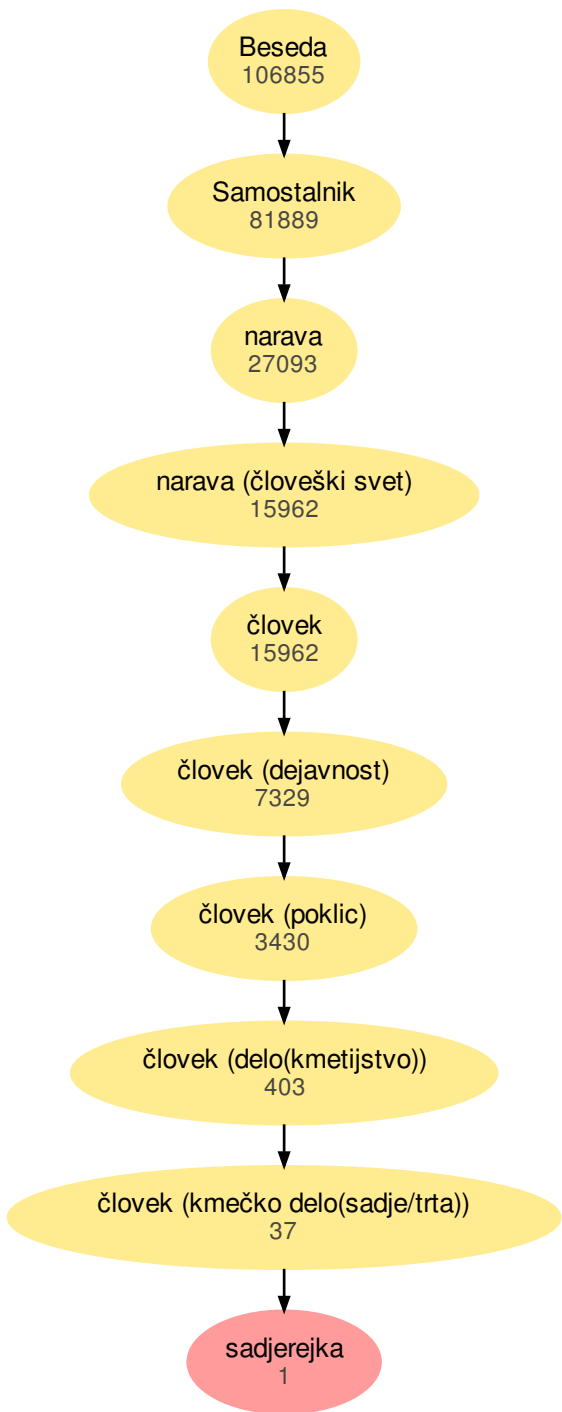 Beseda
106855
Samostalnik
81889
narava
27093
narava (človeški svet)
15962
človek
15962
človek (dejavnost)
7329
človek (poklic)
3430
človek (delo(kmetijstvo))
403
človek (kmečko delo(sadje/trta))
37
sadjerejka
1